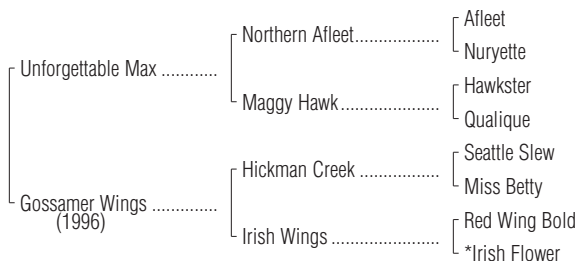 Afleet
Northern Afleet...................
Nuryette
Unforgettable Max ............
Hawkster
Maggy Hawk.......................
Qualique
Seattle Slew
Hickman Creek ..................
Miss Betty
Gossamer Wings .............
(1996)
Red Wing Bold
Irish Wings.........................
*Irish Flower